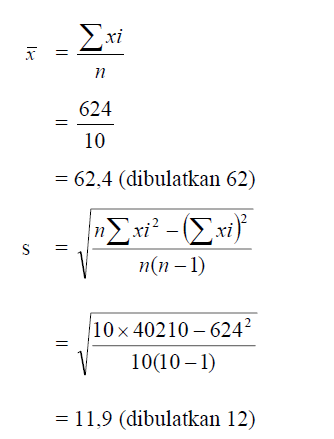 x̄ = ∑xi / n
= 624 / 10
= 62,4 (dibulatkan 62)
s = √((n∑xi² – (∑xi)²) / (n(n – 1)))
= √((10 × 40210 – 624²) / (10(10 – 1)))
= 11,9 (dibulatkan 12)